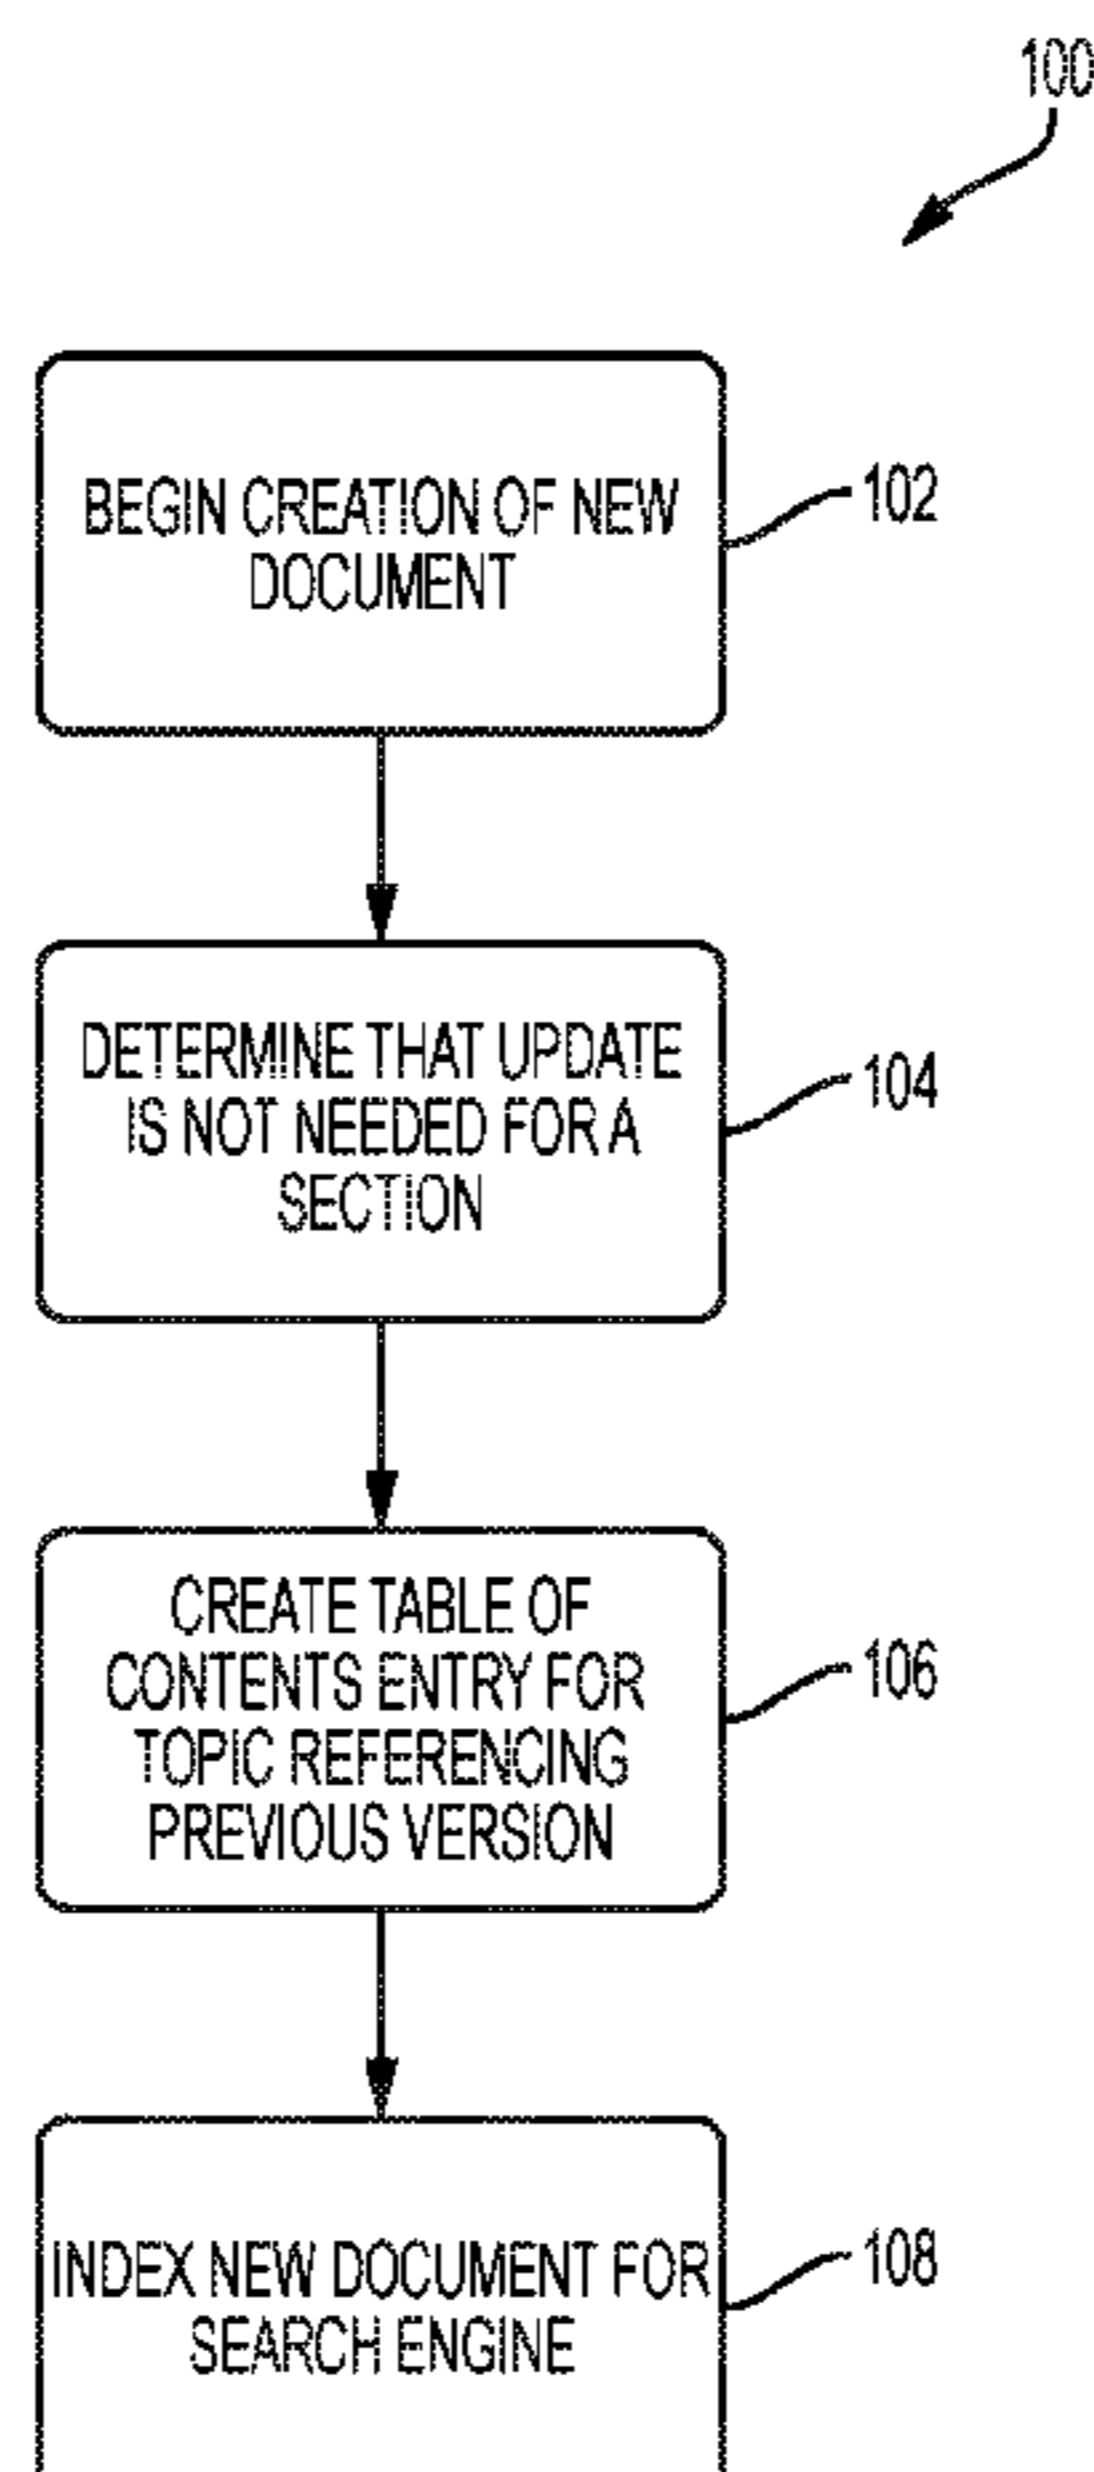 100
BEGIN CREATION OF NEW
DOCUMENT
102
DETERMINE THAT UPDATE
IS NOT NEEDED FOR A
SECTION
104
CREATE TABLE OF
CONTENTS ENTRY FOR
TOPIC REFERENCING
PREVIOUS VERSION
106
INDEX NEW DOCUMENT FOR
SEARCH ENGINE
108